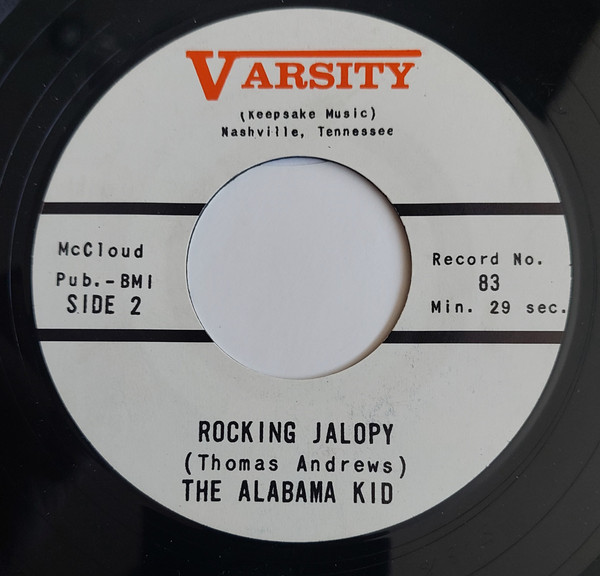 VARSITY
(Keepsake Music)
Nashville, Tennessee
McCloud
Pub.-BMI
SIDE 2
Record No.
83
Min. 29 sec.
ROCKING JALOPY
(Thomas Andrews)
THE ALABAMA KID